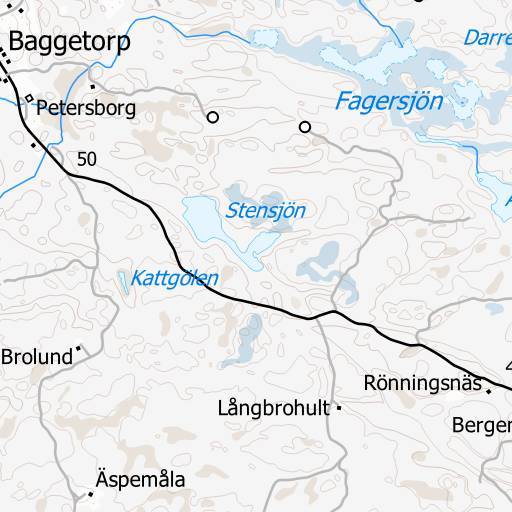 Baggetorp
Darre
Petersborg
Fagersjön
50
Stensjön
Kattgölen
Brolund
Rönningsnäs
Långbrohult
Berger
Äspemåla